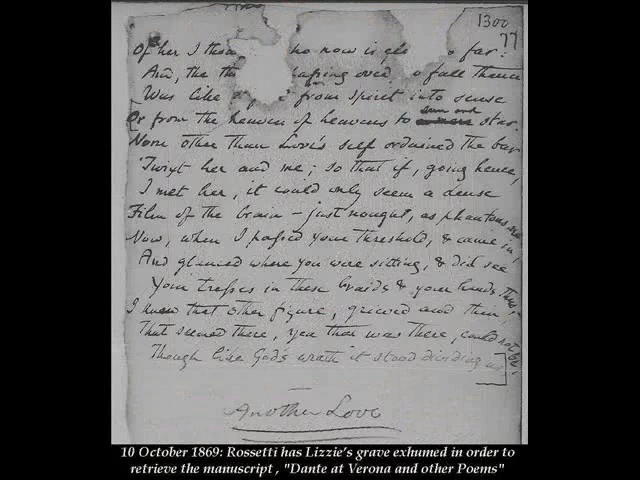 1300
77
Of her I thou ho now is glo o far:
And, the th passing over, o fall thence
Was like a from spirit into sense
Or from the heaven of heavens to sun and star.
None other than Love's self ordained the bar
'Twixt her and me; so that if, going hence,
I met her, it could only seem a dense
Film of the brain – just nought, as phantoms are.
Now, when I passed your threshold, & came in,
And glanced where you were sitting, & did see
Your tresses in these braids & your hands thus,
I knew that other figure, grieved and thin,
That seemed there, yea that was there, could not be,
Though like God's wrath it stood dividing us
Another Love
10 October 1869: Rossetti has Lizzie's grave exhumed in order to
retrieve the manuscript , "Dante at Verona and other Poems"